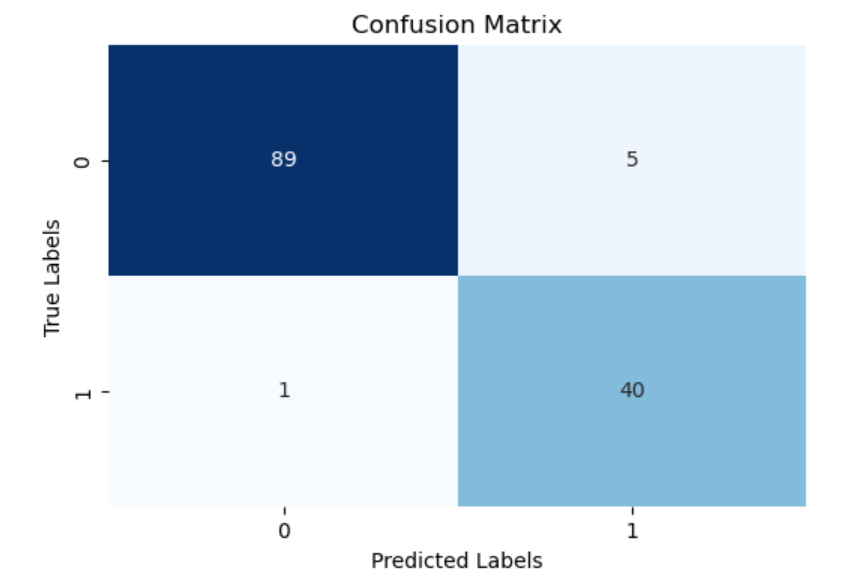 Confusion Matrix
0
89
5
True Labels
1
1
40
0
1
Predicted Labels